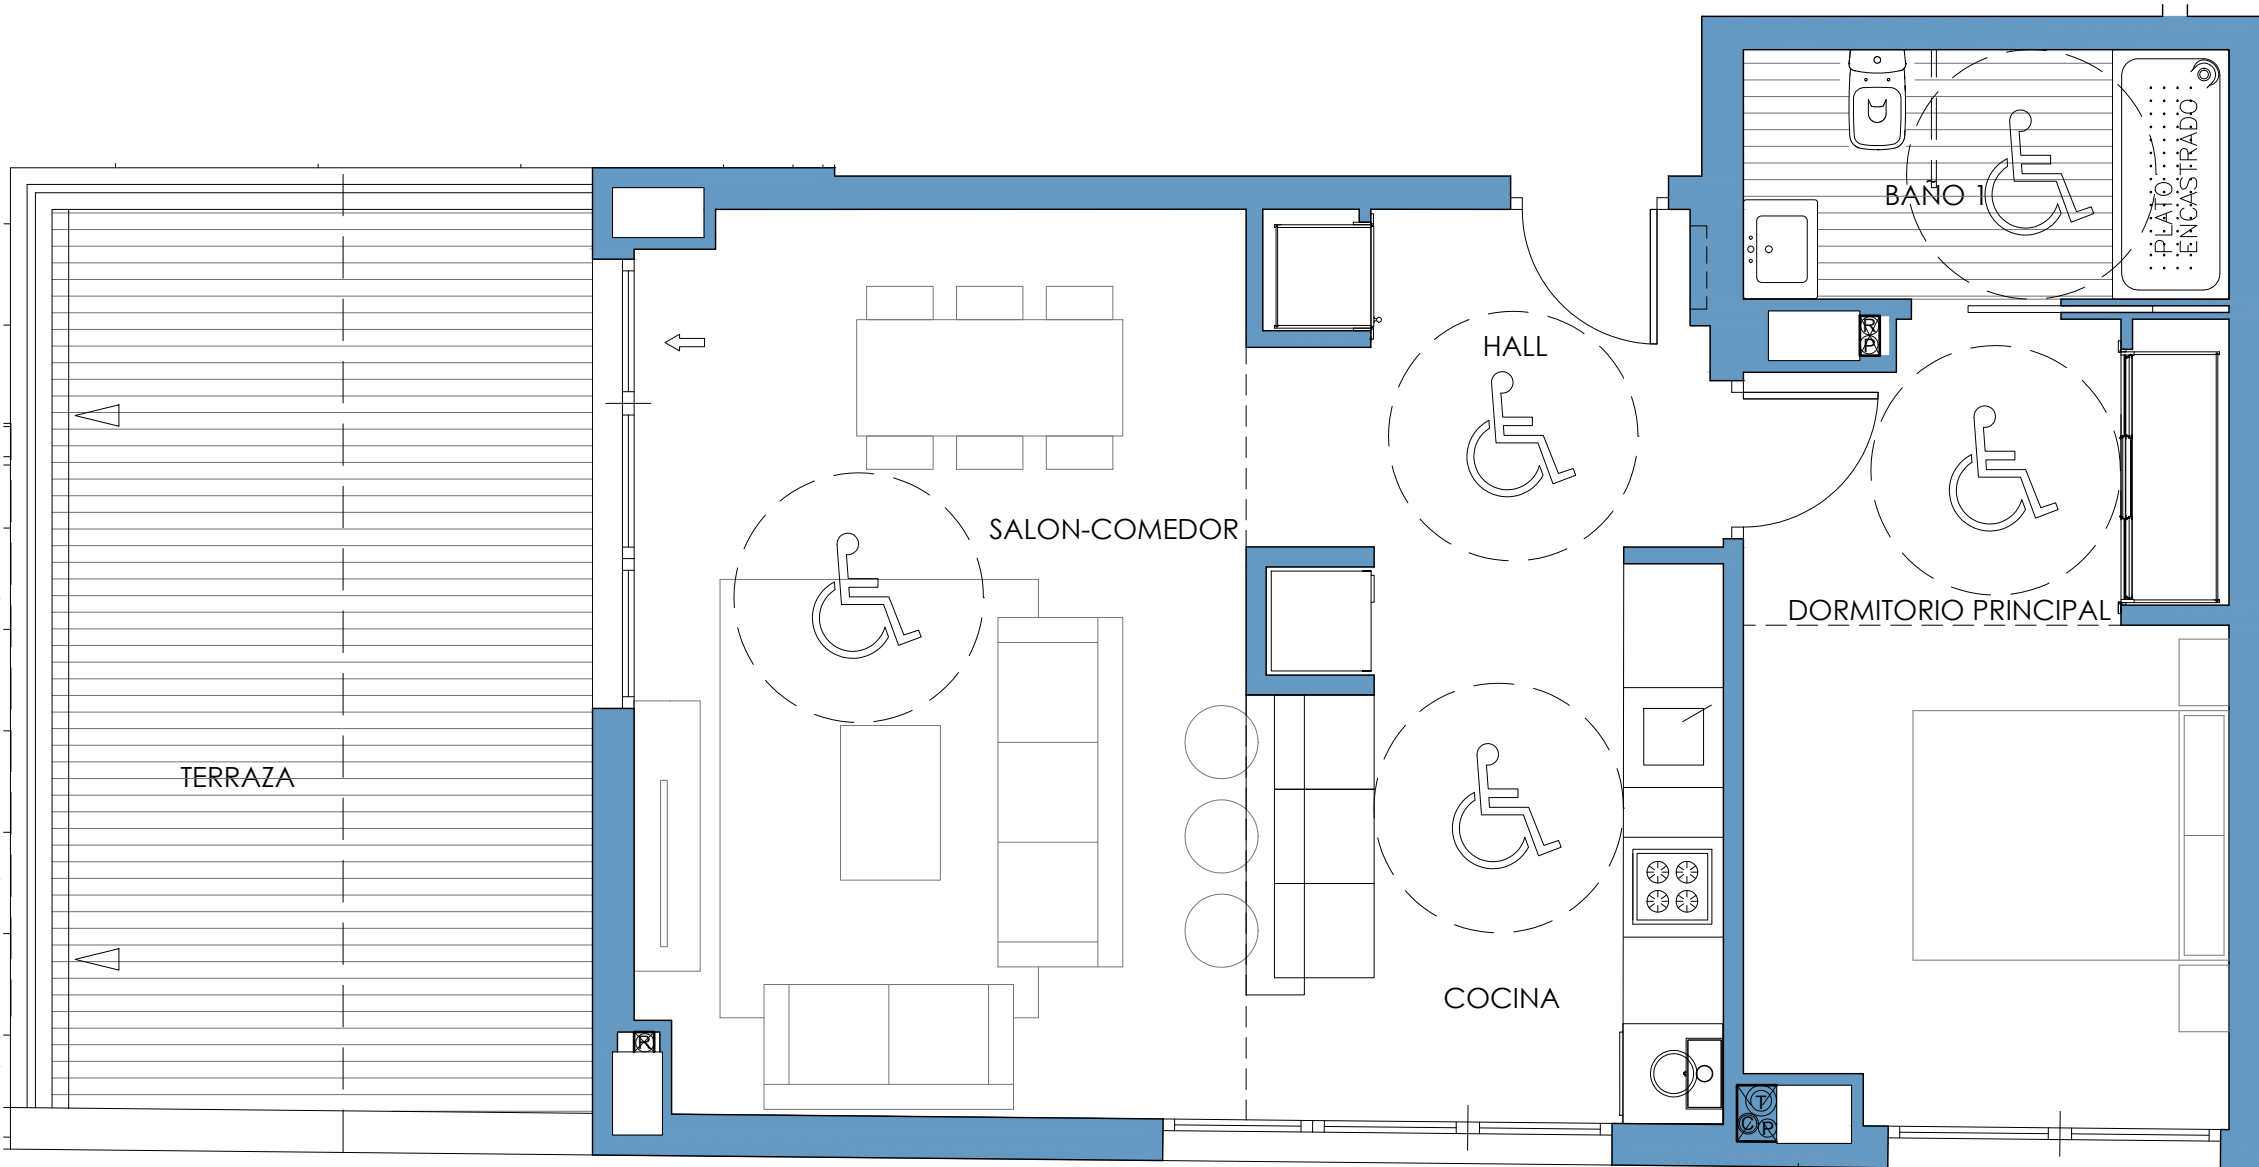 BAÑO 1
PLATO
ENCASTRADO
R
P
HALL
SALON-COMEDOR
DORMITORIO PRINCIPAL
TERRAZA
COCINA
R
T
C R